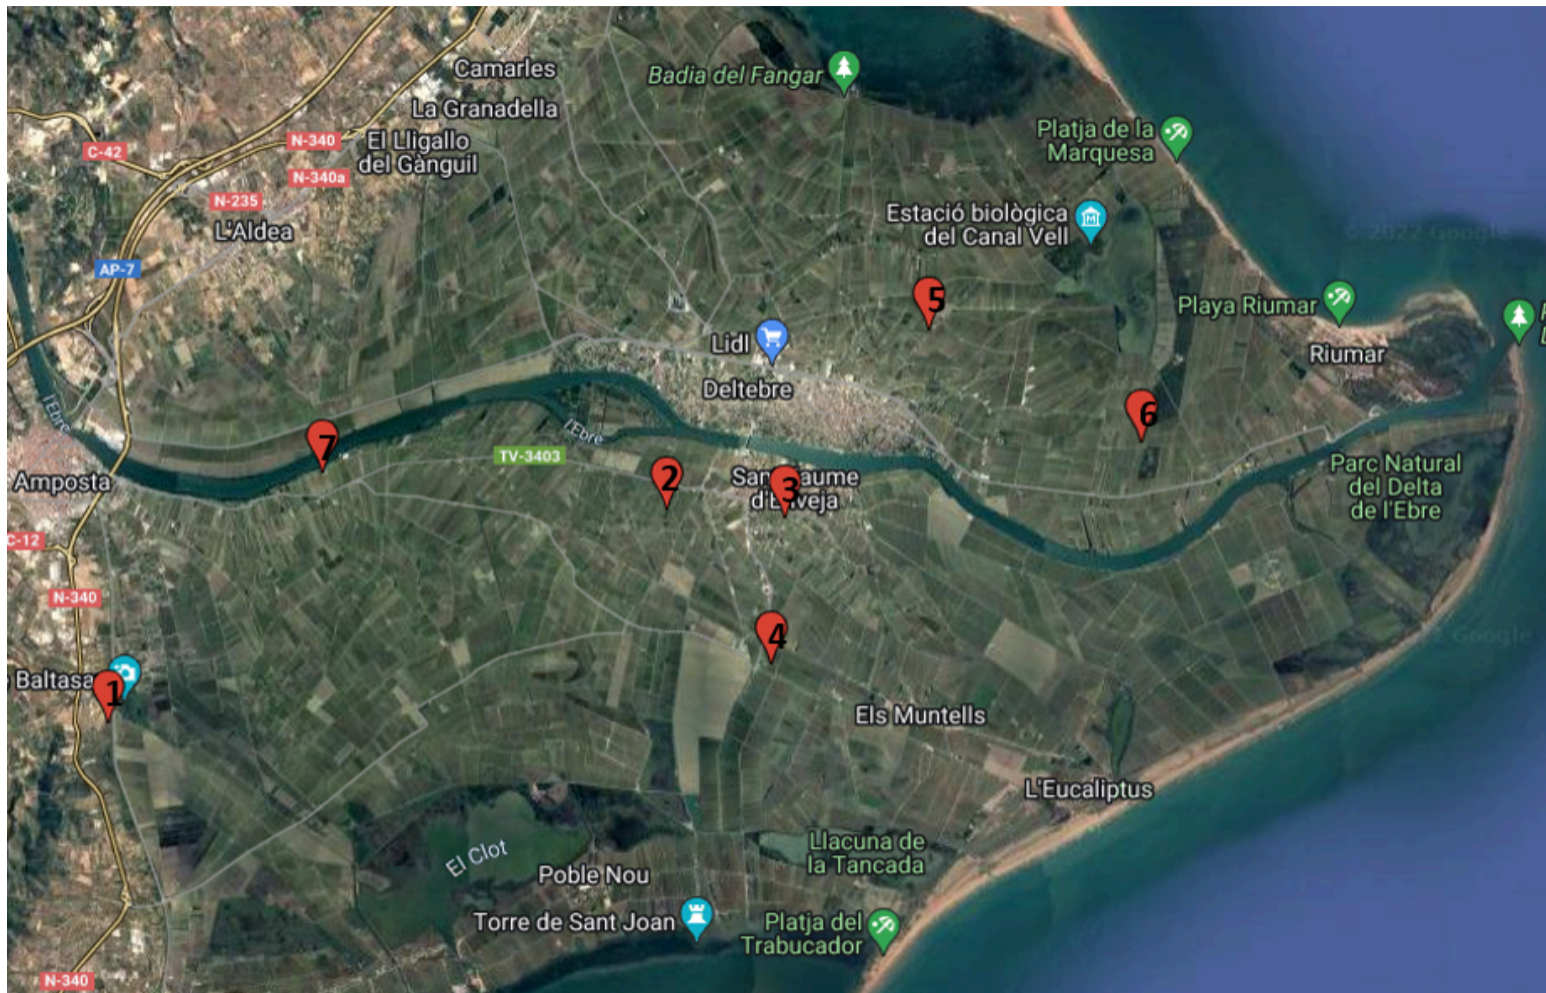 Camarles
Badia del Fangar
La Granadella
El Lligallo
del Gànguil
N-340
C-42
N-340a
N-235
L'Aldea
AP-7
Platja de la
Marquesa
Estació biològica
del Canal Vell
© 2022 Google
5
Playa Riumar
Riumar
Lidl
Deltebre
l'Ebre
l'Ebre
6
7
TV-3403
2
3
Amposta
Parc Natural
del Delta
de l'Ebre
C-12
N-340
4
Google
Baltasa
1
Els Muntells
L'Eucaliptus
El Clot
Llacuna de
la Tancada
Poble Nou
Torre de Sant Joan
Platja del
Trabucador
N-340